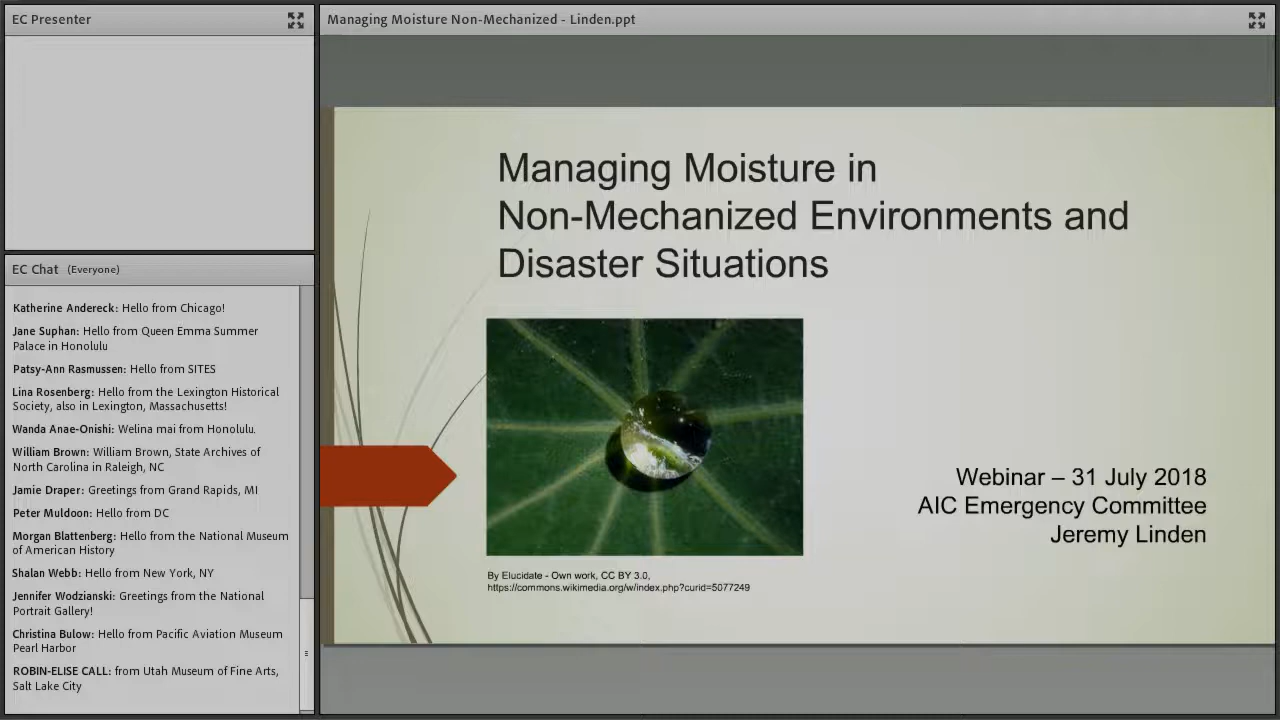 EC Presenter
Managing Moisture Non-Mechanized - Linden.ppt
EC Chat (Everyone)
Katherine Andereck: Hello from Chicago!
Jane Suphan: Hello from Queen Emma Summer
Palace in Honolulu
Patsy-Ann Rasmussen: Hello from SITES
Lina Rosenberg: Hello from the Lexington Historical
Society, also in Lexington, Massachusetts!
Wanda Anae-Onishi: Welina mai from Honolulu.
William Brown: William Brown, State Archives of
North Carolina in Raleigh, NC
Jamie Draper: Greetings from Grand Rapids, MI
Peter Muldoon: Hello from DC
Morgan Blattenberg: Hello from the National Museum
of American History
Shalan Webb: Hello from New York, NY
Jennifer Wodzianski: Greetings from the National
Portrait Gallery!
Christina Bulow: Hello from Pacific Aviation Museum
Pearl Harbor
ROBIN-ELISE CALL: from Utah Museum of Fine Arts,
Salt Lake City
Managing Moisture in
Non-Mechanized Environments and
Disaster Situations
By Elucidate - Own work, CC BY 3.0,
https://commons.wikimedia.org/w/index.php?curid=5077249
Webinar – 31 July 2018
AIC Emergency Committee
Jeremy Linden